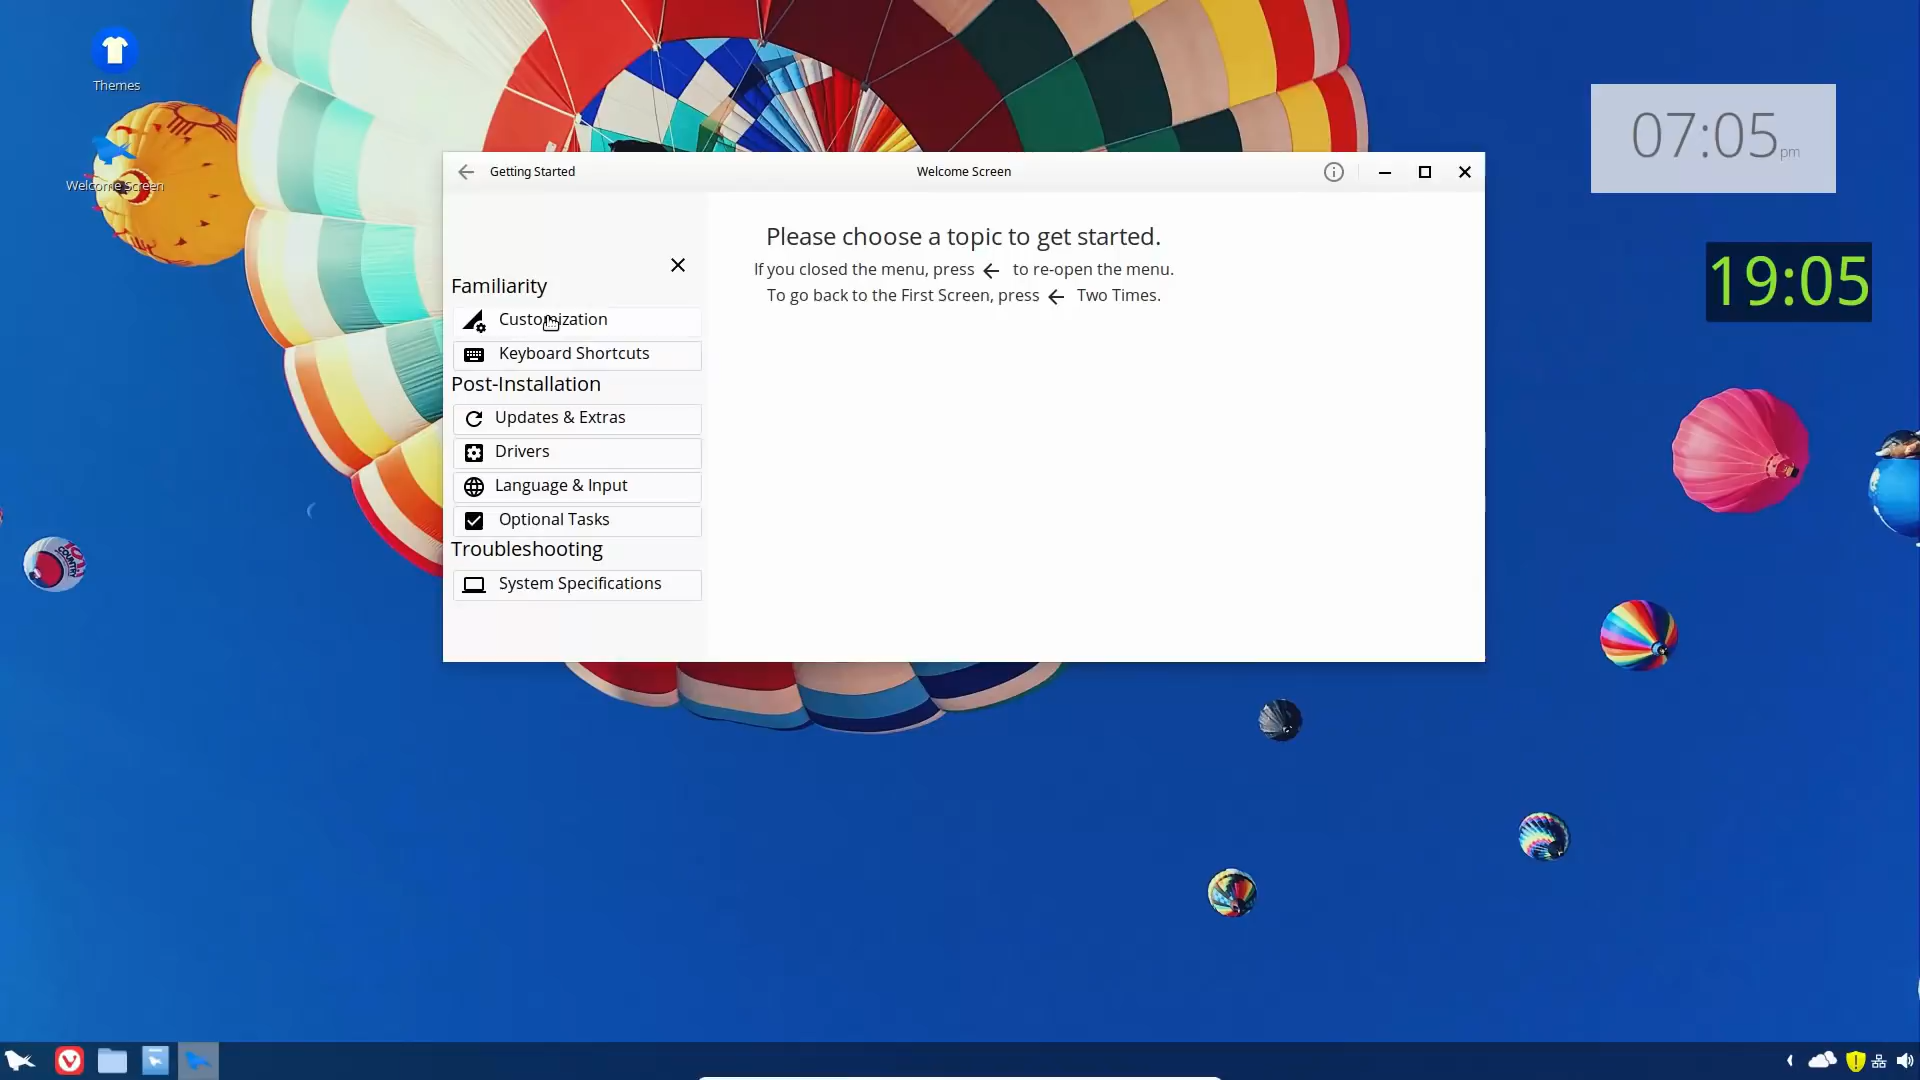 Themes
Welcome Screen
Getting Started
Welcome Screen
07:05 pm
19:05
Please choose a topic to get started.
If you closed the menu, press ← to re-open the menu.
To go back to the First Screen, press ← Two Times.
Familiarity
Customization
Keyboard Shortcuts
Post-Installation
Updates & Extras
Drivers
Language & Input
Optional Tasks
Troubleshooting
System Specifications